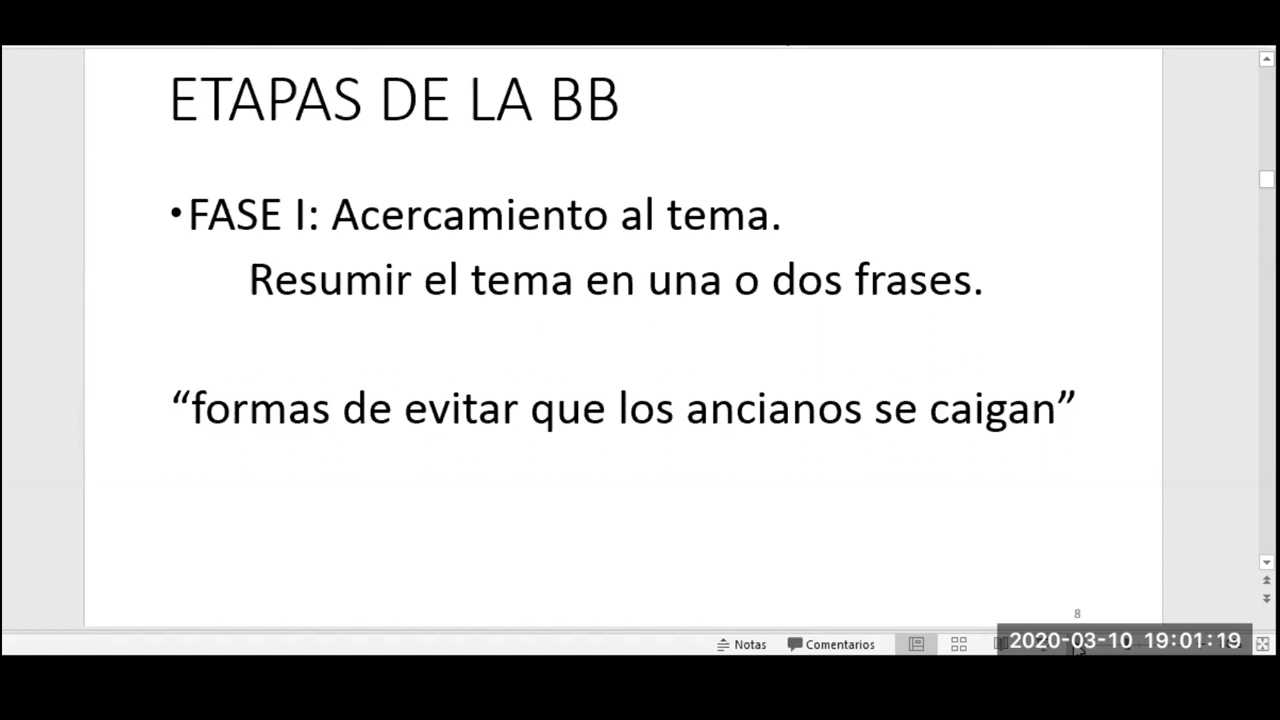 ETAPAS DE LA BB
•FASE I: Acercamiento al tema.
Resumir el tema en una o dos frases.
“formas de evitar que los ancianos se caigan”
8
Notas
Comentarios
2020-03-10 19:01:19